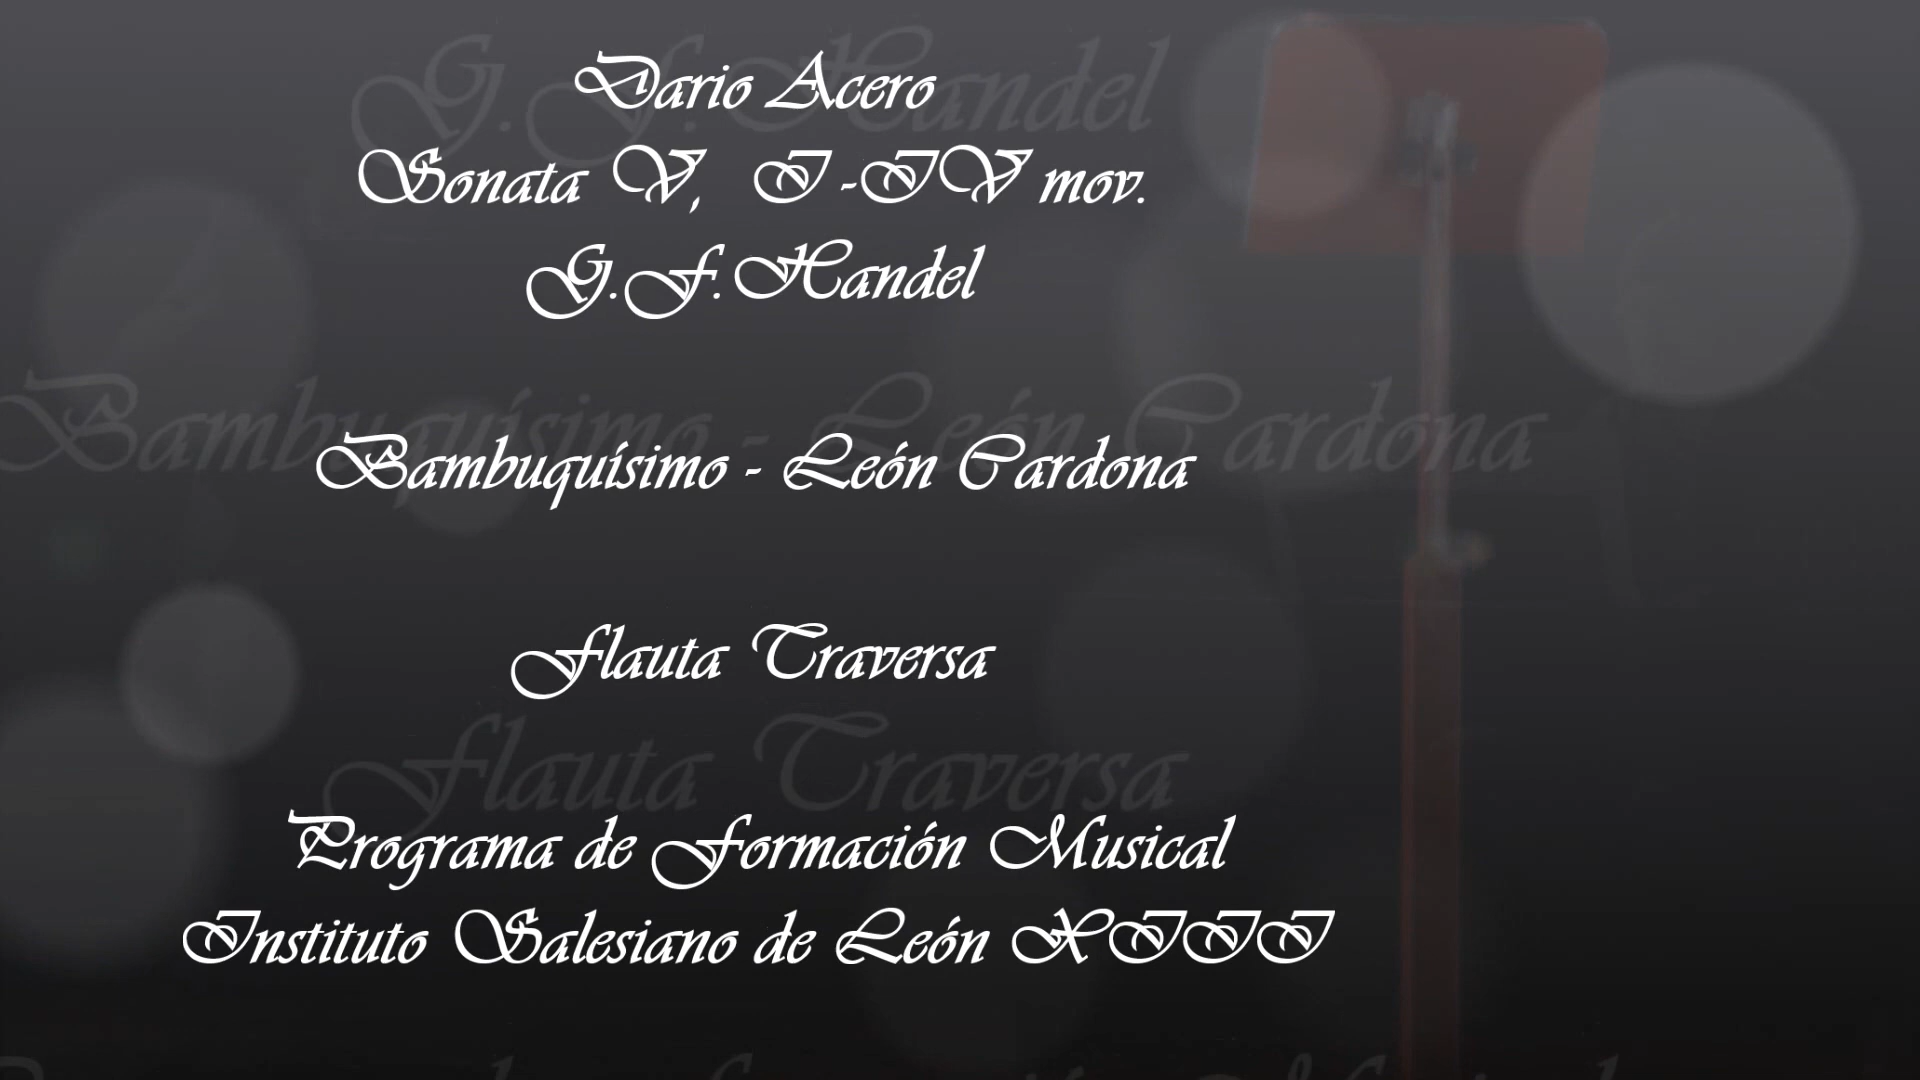 Dario Acero
Sonata V, I -IV mov.
G.F.Handel
Bambuquísimo - León Cardona
Flauta Traversa
Programa de Formación Musical
Instituto Salesiano de León XIII